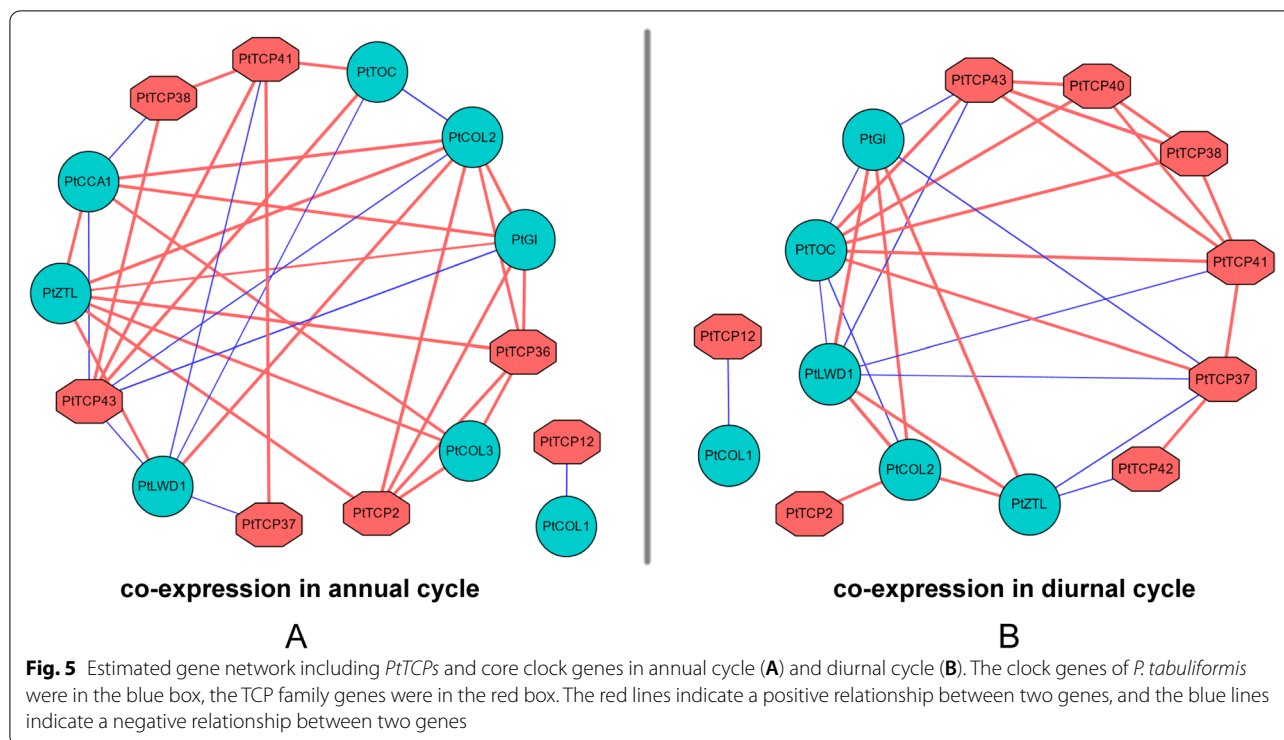 PtTCP41
PtTOC
PtTCP38
PtCOL2
PtCCA1
PtGI
PtZTL
PtTCP36
PtTCP43
PtCOL3
PtLWD1
PtTCP2
PtTCP37
PtTCP12
PtCOL1
co-expression in annual cycle
A
PtTCP43
PtTCP40
PtGI
PtTCP38
PtTOC
PtTCP41
PtTCP12
PtLWD1
PtTCP37
PtCOL1
PtCOL2
PtTCP42
PtTCP2
PtZTL
co-expression in diurnal cycle
B
Fig. 5 Estimated gene network including PtTCPs and core clock genes in annual cycle (A) and diurnal cycle (B). The clock genes of P. tabuliformis
were in the blue box, the TCP family genes were in the red box. The red lines indicate a positive relationship between two genes, and the blue lines
indicate a negative relationship between two genes